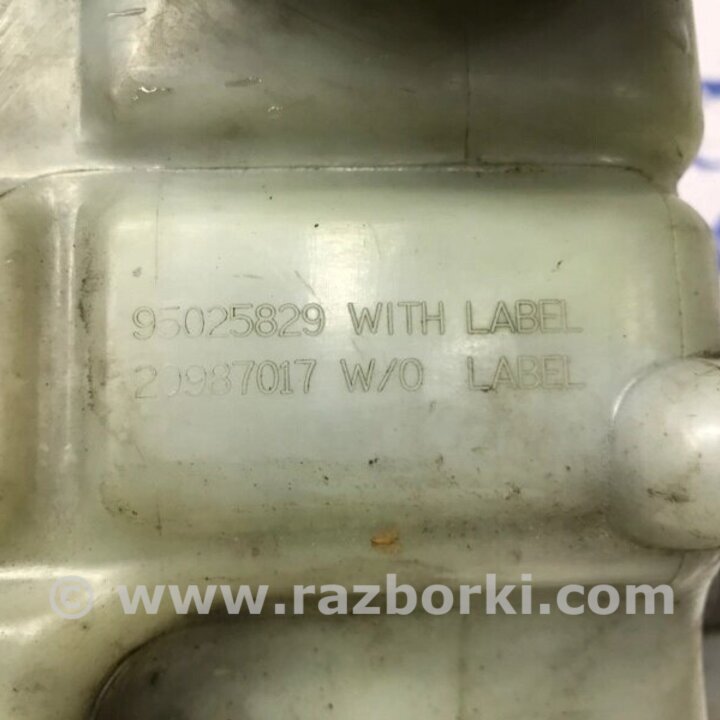 95025829 WITH LABEL
20987017 W/O LABEL
© www.razborki.com